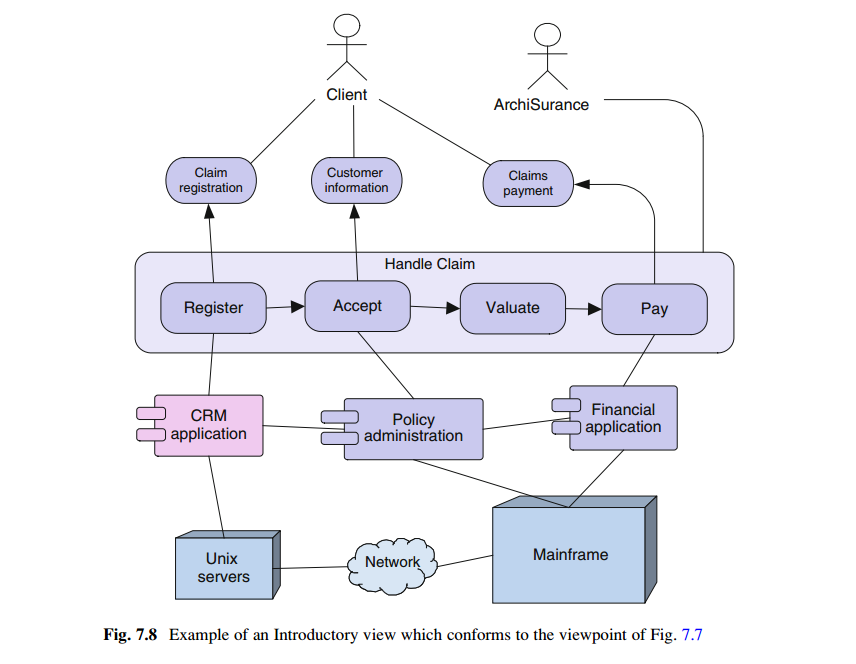 Client
ArchiSurance
Claim
registration
Customer
information
Claims
payment
Handle Claim
Register
Accept
Valuate
Pay
CRM
application
Policy
administration
Financial
application
Unix
servers
Network
Mainframe
Fig. 7.8 Example of an Introductory view which conforms to the viewpoint of Fig. 7.7